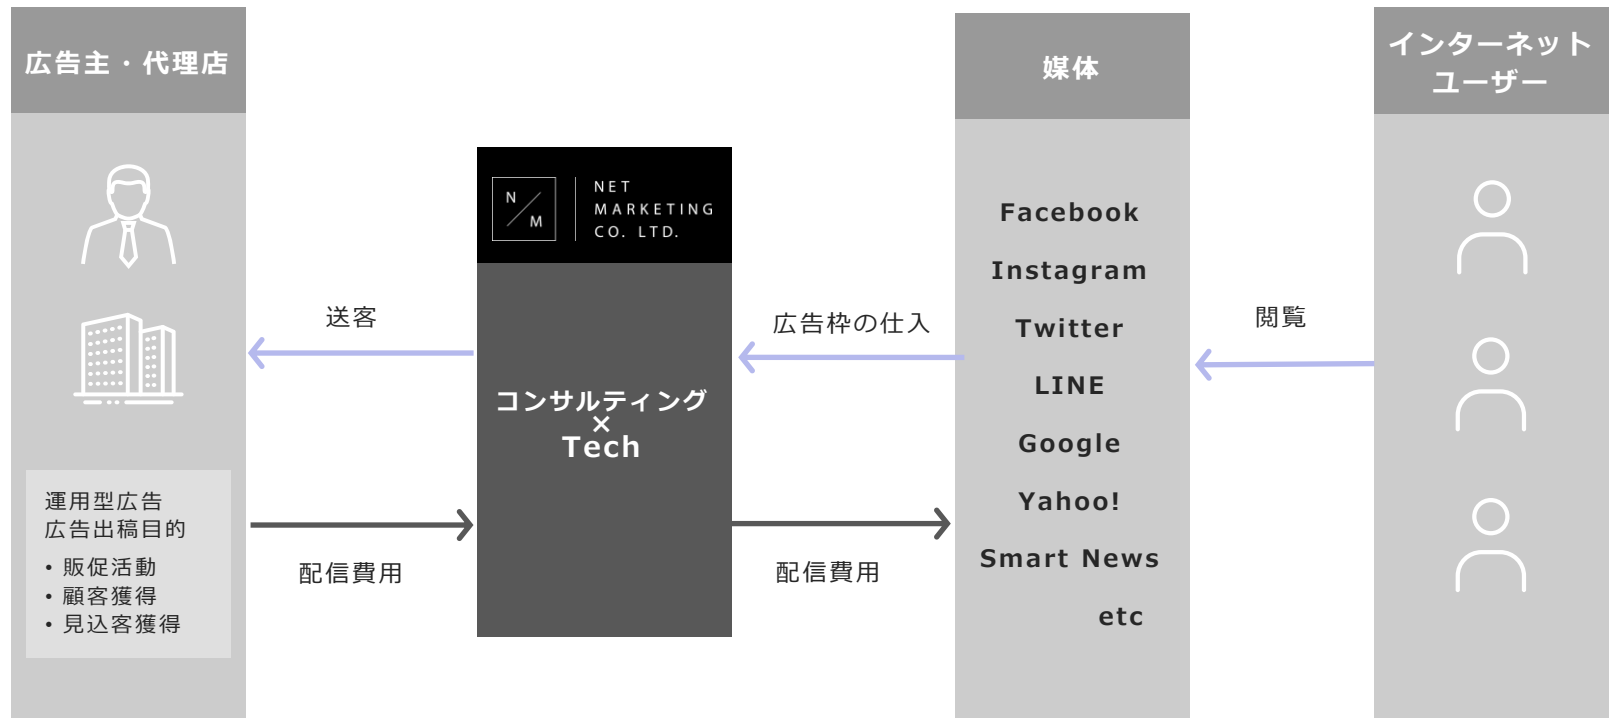 広告主・代理店
運用型広告
広告出稿目的
• 販促活動
• 顧客獲得
• 見込客獲得
送客
配信費用
N
M
NET
MARKETING
CO. LTD.
コンサルティング
×
Tech
広告枠の仕入
配信費用
媒体
Facebook
Instagram
Twitter
LINE
Google
Yahoo!
Smart News
etc
閲覧
インターネット
ユーザー